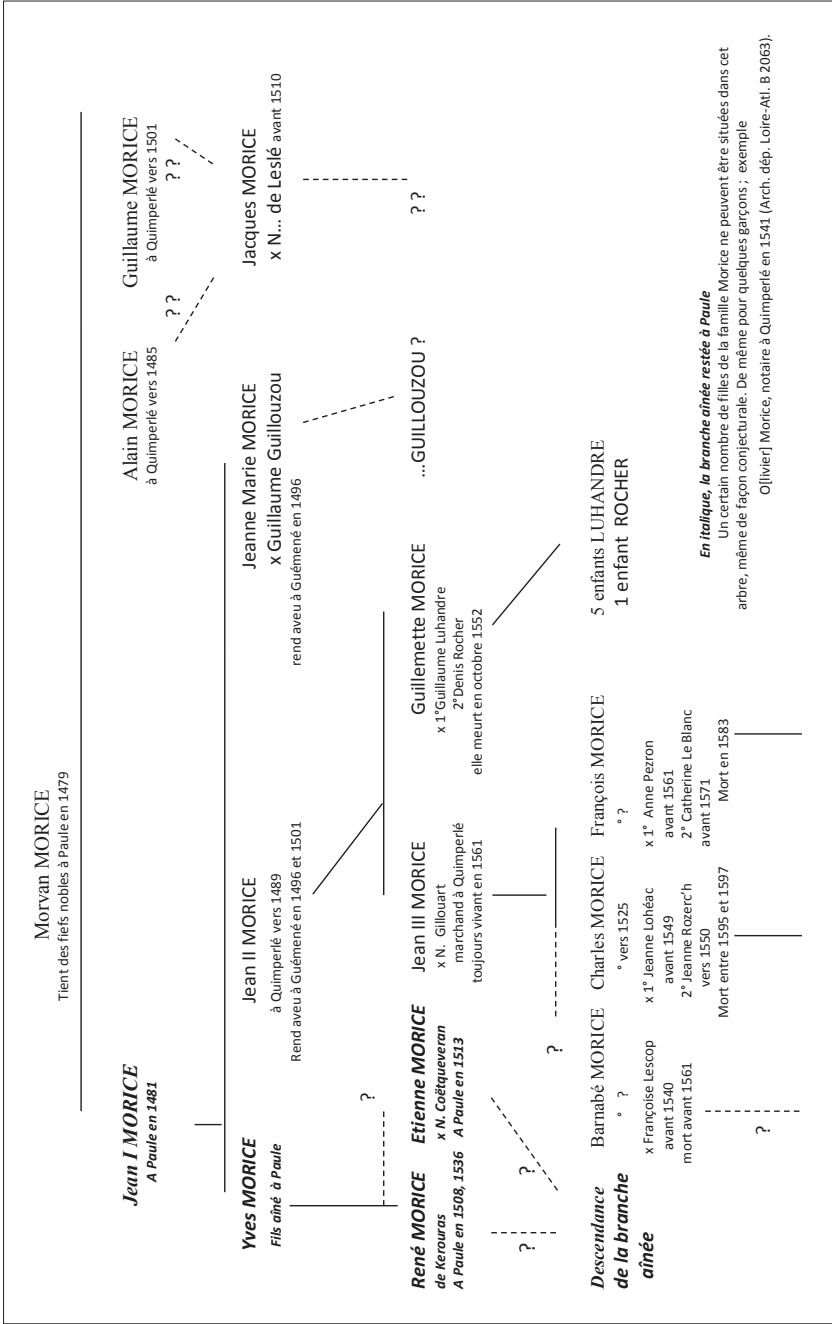 Morvan MORICE
Tient des fiefs nobles à Paule en 1479
Jean I MORICE
A Paule en 1481
Alain MORICE
à Quimperlé vers 1485
Guillaume MORICE
à Quimperlé vers 1501
? ?
? ?
Yves MORICE
Fils aîné à Paule
Jean II MORICE
à Quimperlé vers 1489
Rend aveu à Guémené en 1496 et 1501
Jeanne Marie MORICE
x Guillaume Guillouzou
rend aveu à Guémené en 1496
Jacques MORICE
x N... de Leslé avant 1510
?
René MORICE
de Kerouras
A Paule en 1508, 1536
Etienne MORICE
x N. Coëtqueveran
A Paule en 1513
Jean III MORICE
x N. Gillouart
marchand à Quimperlé
toujours vivant en 1561
Guillemette MORICE
x 1°Guillaume Luhandre
2°Denis Rocher
elle meurt en octobre 1552
...GUILLOUZOU ?
? ?
?
?
?
Descendance
de la branche
aînée
Barnabé MORICE
° ?
x Françoise Lescop
avant 1540
mort avant 1561
Charles MORICE
° vers 1525
x 1° Jeanne Lohéac
avant 1549
2° Jeanne Rozerc'h
vers 1550
Mort entre 1595 et 1597
François MORICE
° ?
x 1° Anne Pezron
avant 1561
2° Catherine Le Blanc
avant 1571
Mort en 1583
5 enfants LUHANDRE
1 enfant ROCHER
?
En italique, la branche aînée restée à Paule
Un certain nombre de filles de la famille Morice ne peuvent être situées dans cet
arbre, même de façon conjecturale. De même pour quelques garçons ; exemple
O[livier] Morice, notaire à Quimperlé en 1541 (Arch. dép. Loire-Atl. B 2063).